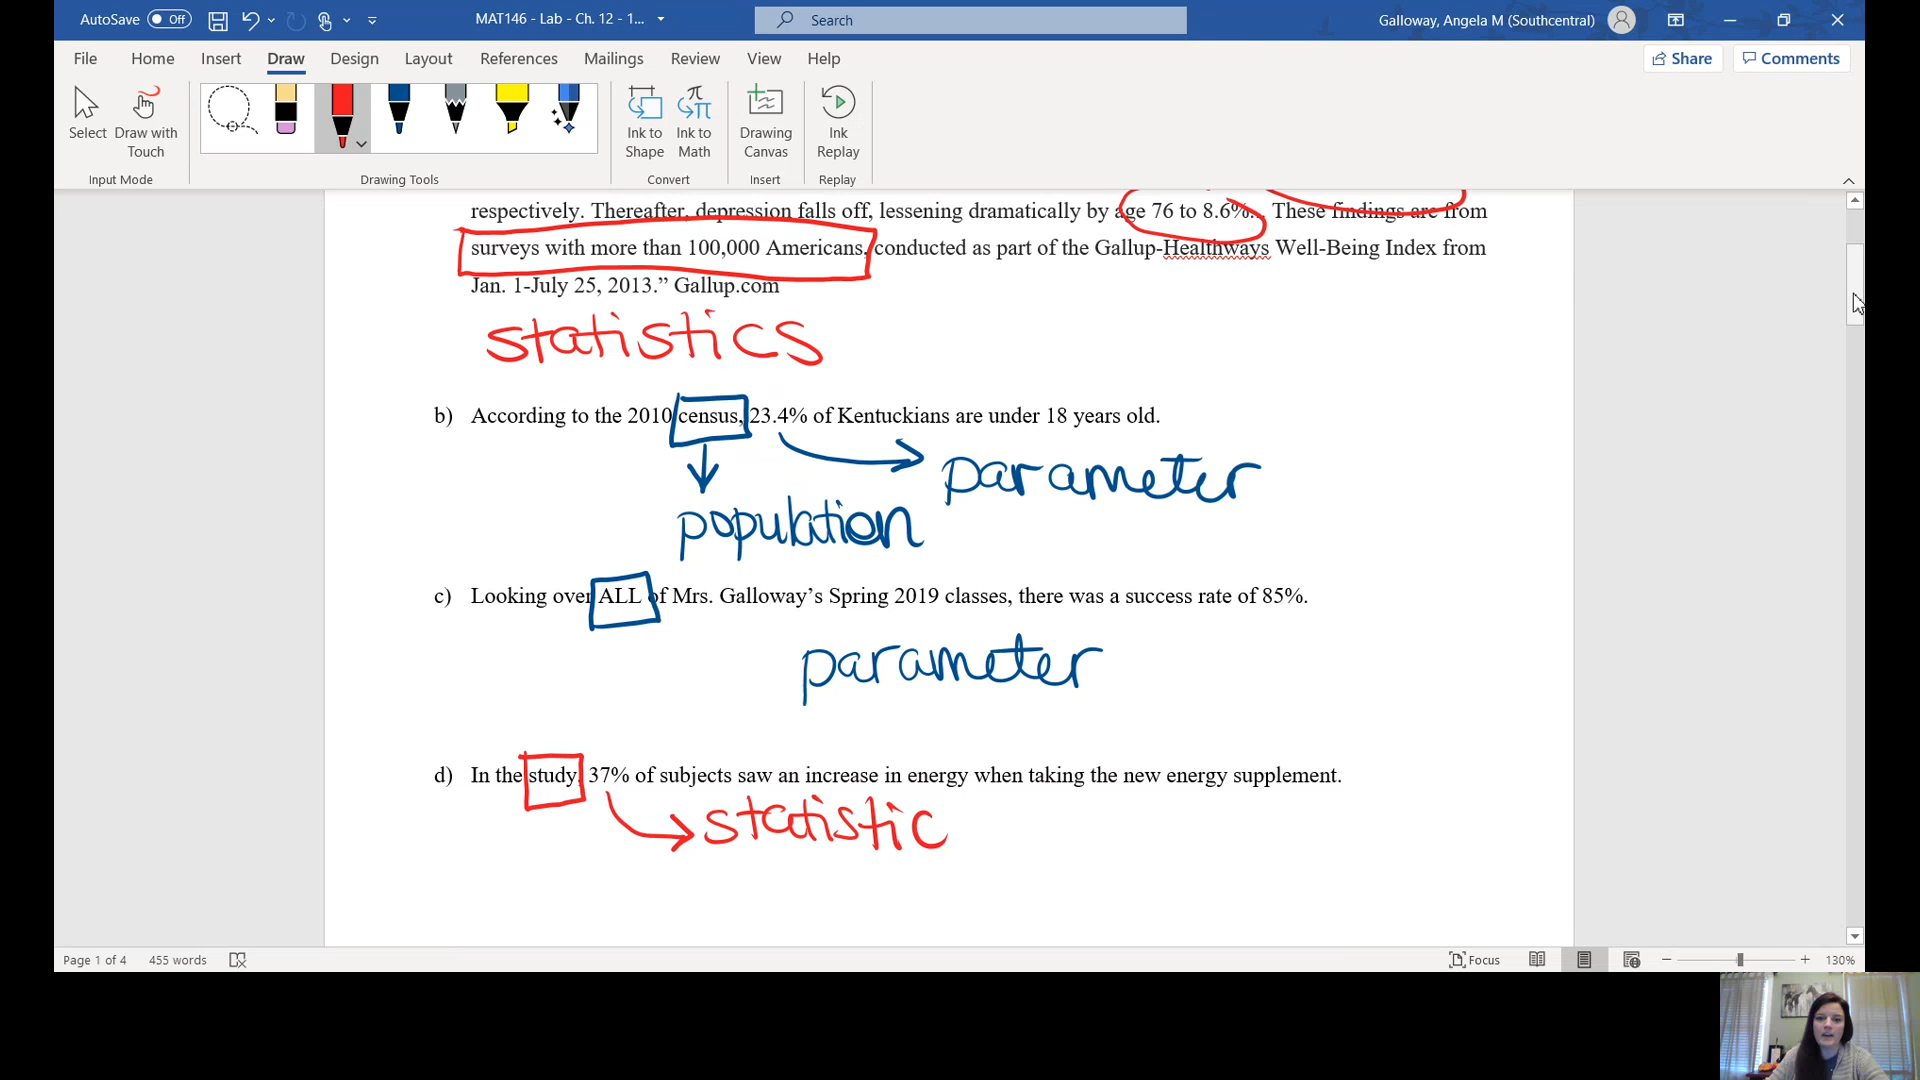 AutoSave Off MAT146 - Lab - Ch. 12 - 1... Search Galloway, Angela M (Southcentral)
File Home Insert Draw Design Layout References Mailings Review View Help Share Comments
Select Draw with Touch Ink to Shape Ink to Math Drawing Canvas Ink Replay
Input Mode Drawing Tools Convert Insert Replay
respectively. Thereafter, depression falls off, lessening dramatically by age 76 to 8.6%... These findings are from
surveys with more than 100,000 Americans, conducted as part of the Gallup-Healthways Well-Being Index from
Jan. 1-July 25, 2013.” Gallup.com
statistics
b) According to the 2010 census, 23.4% of Kentuckians are under 18 years old.
parameter
population
c) Looking over ALL of Mrs. Galloway’s Spring 2019 classes, there was a success rate of 85%.
parameter
d) In the study, 37% of subjects saw an increase in energy when taking the new energy supplement.
statistic
Page 1 of 4 455 words Focus 130%